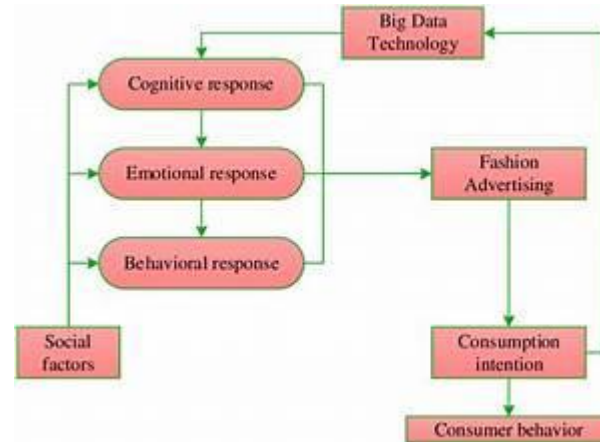 Big Data
Technology
Cognitive response
Emotional response
Fashion
Advertising
Behavioral response
Social
factors
Consumption
intention
Consumer behavior